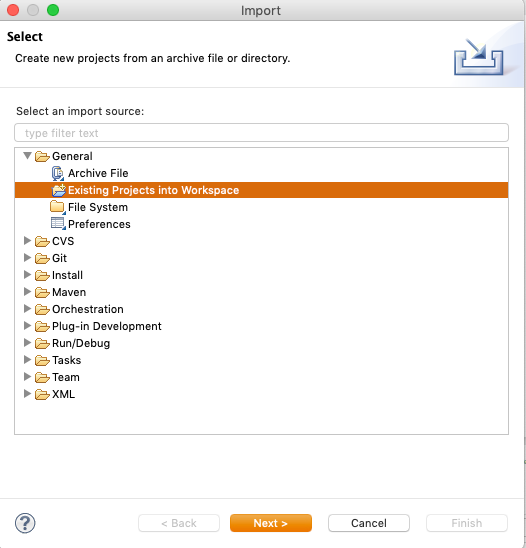 Import
Select
Create new projects from an archive file or directory.
Select an import source:
type filter text
General
Archive File
Existing Projects into Workspace
File System
Preferences
CVS
Git
Install
Maven
Orchestration
Plug-in Development
Run/Debug
Tasks
Team
XML
?
< Back
Next >
Cancel
Finish